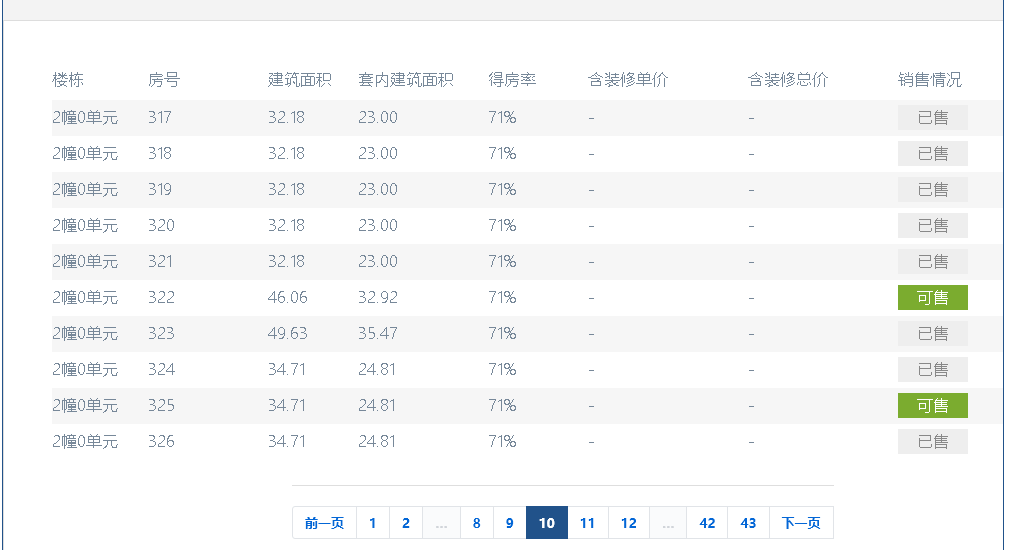 楼栋 房号 建筑面积 套内建筑面积 得房率 含装修单价 含装修总价 销售情况
2幢0单元 317 32.18 23.00 71% - - 已售
2幢0单元 318 32.18 23.00 71% - - 已售
2幢0单元 319 32.18 23.00 71% - - 已售
2幢0单元 320 32.18 23.00 71% - - 已售
2幢0单元 321 32.18 23.00 71% - - 已售
2幢0单元 322 46.06 32.92 71% - - 可售
2幢0单元 323 49.63 35.47 71% - - 已售
2幢0单元 324 34.71 24.81 71% - - 已售
2幢0单元 325 34.71 24.81 71% - - 可售
2幢0单元 326 34.71 24.81 71% - - 已售
前一页 1 2 ... 8 9 10 11 12 ... 42 43 下一页